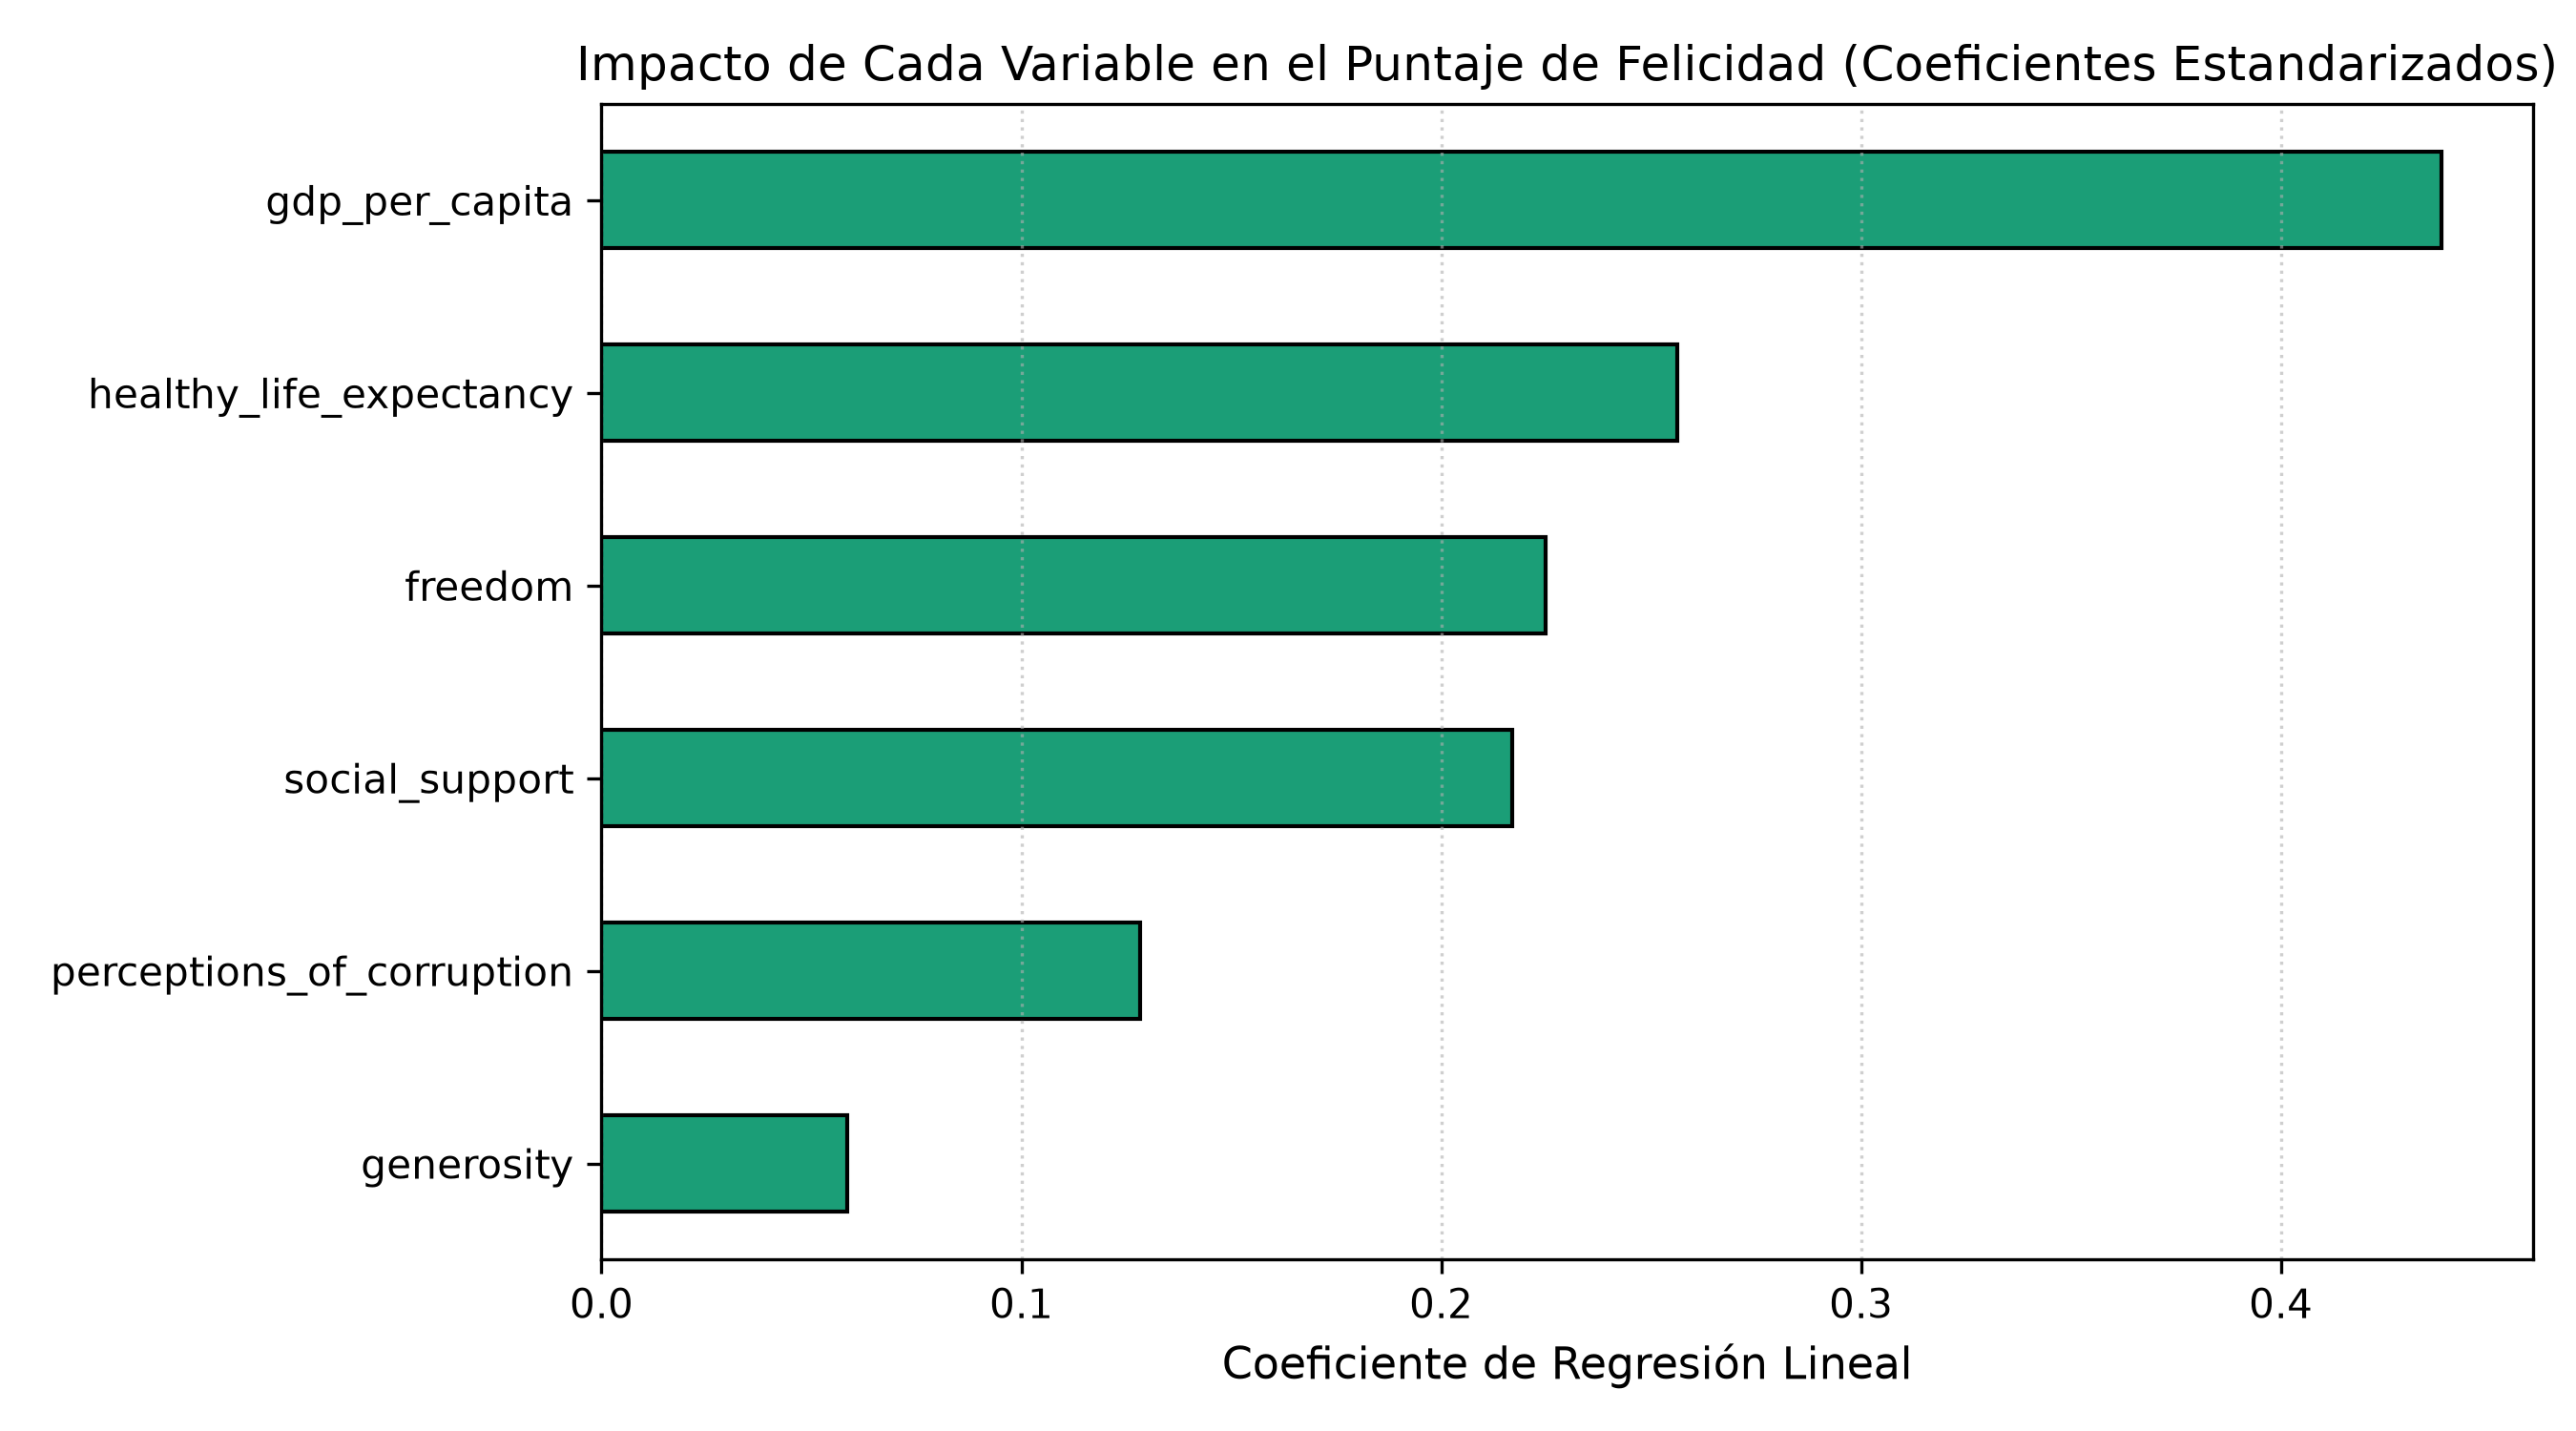 Impacto de Cada Variable en el Puntaje de Felicidad (Coeficientes Estandarizados)
gdp_per_capita
healthy_life_expectancy
freedom
social_support
perceptions_of_corruption
generosity
0.0 0.1 0.2 0.3 0.4
Coeficiente de Regresión Lineal